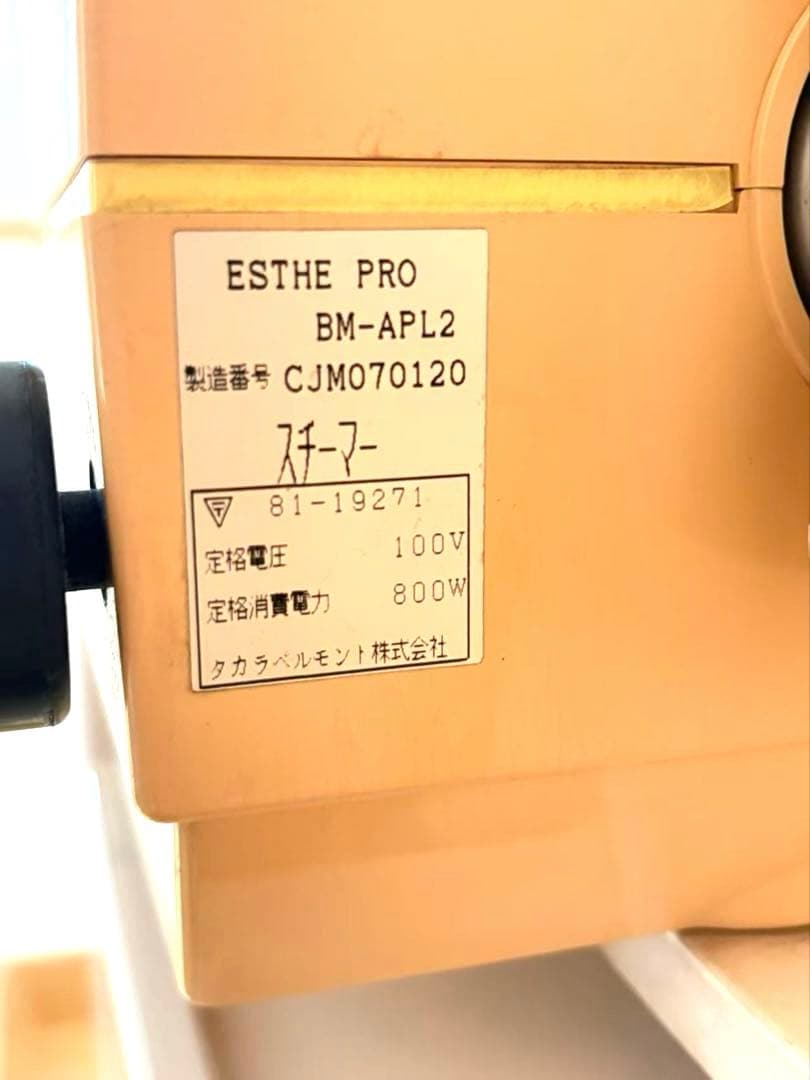 ESTHE PRO
BM-APL2
製造番号 CJM070120
スチーマー
〒 81-19271
定格電圧 100V
定格消費電力 800W
タカラベルモント株式会社